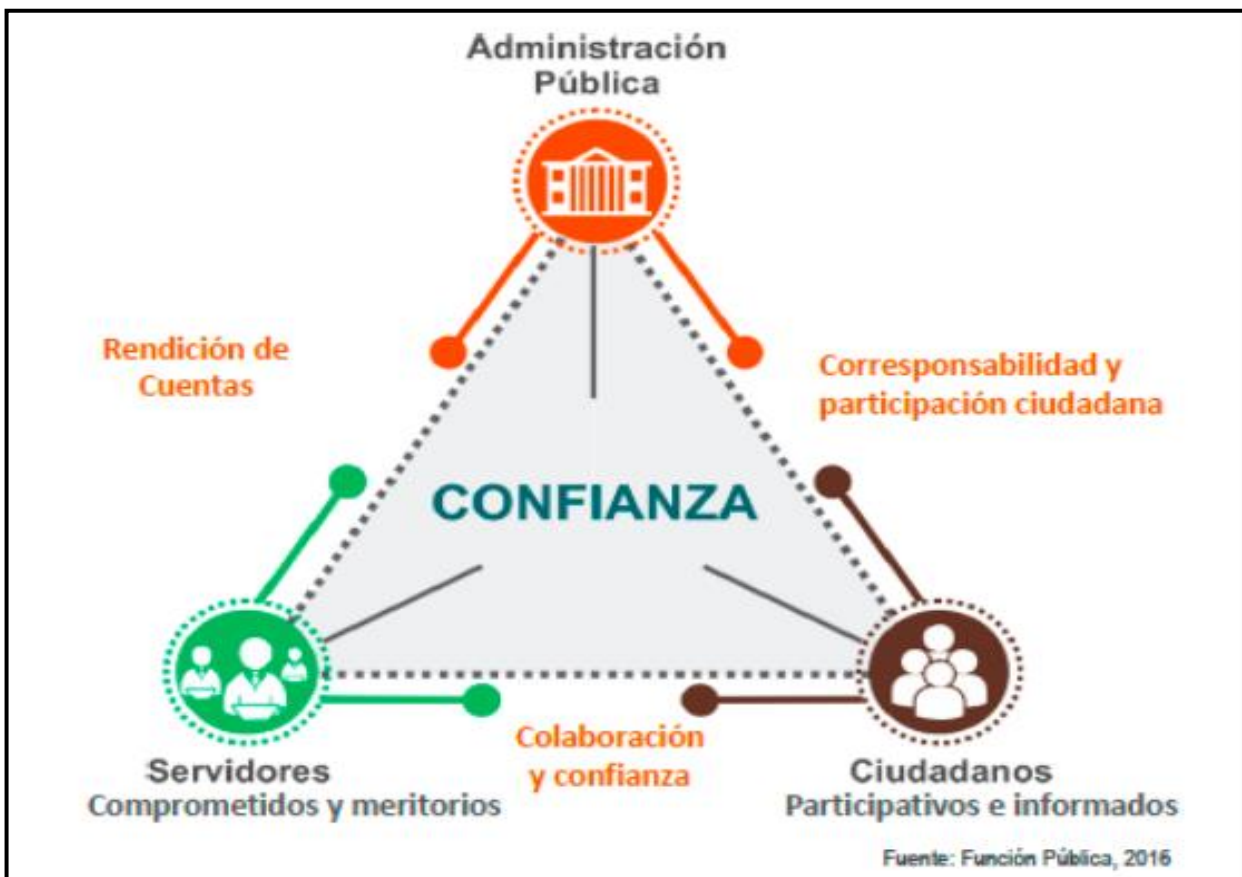 Administración
Pública
Rendición de
Cuentas
Corresponsabilidad y
participación ciudadana
CONFIANZA
Colaboración
y confianza
Servidores
Comprometidos y meritorios
Ciudadanos
Participativos e informados
Fuente: Función Pública, 2016